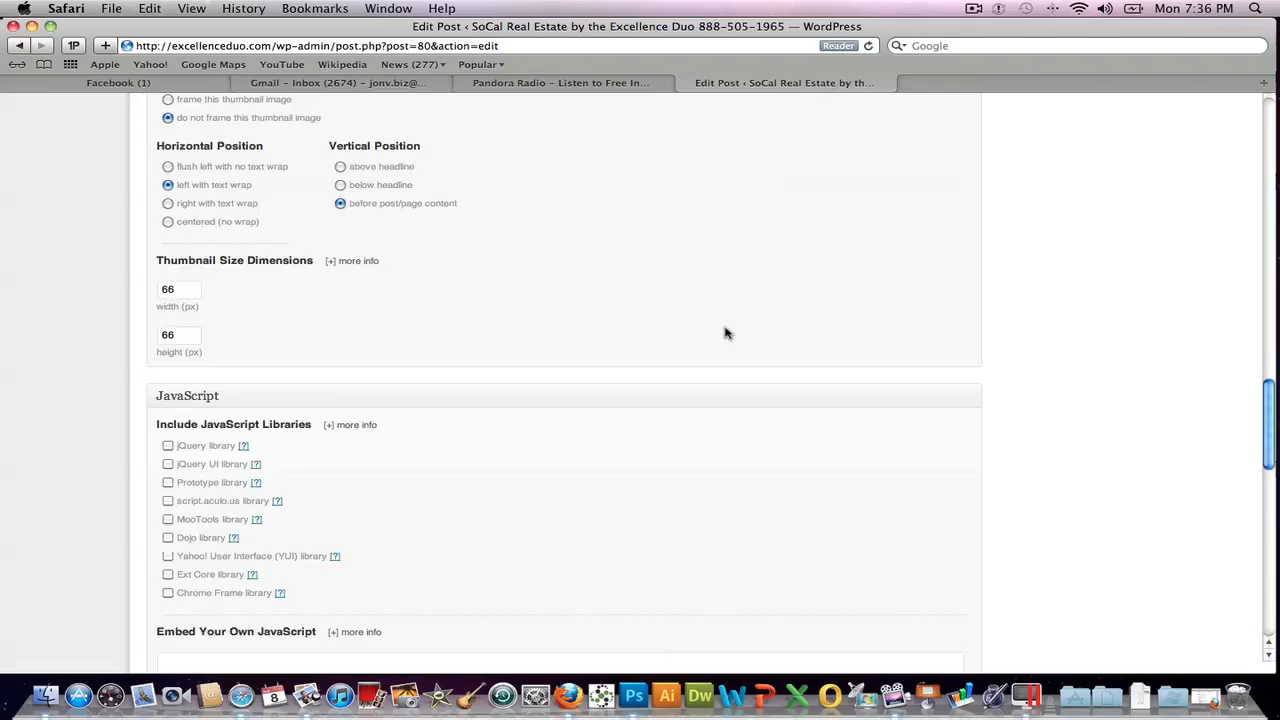 Safari File Edit View History Bookmarks Window Help Mon 7:36 PM
Edit Post ‹ SoCal Real Estate by the Excellence Duo 888-505-1965 — WordPress
1P http://excellenceduo.com/wp-admin/post.php?post=80&action=edit Reader Google
Apple Yahoo! Google Maps YouTube Wikipedia News (277) Popular
Facebook (1) Gmail – Inbox (2674) – jonv.biz@... Pandora Radio – Listen to Free In... Edit Post ‹ SoCal Real Estate by th...
frame this thumbnail image
do not frame this thumbnail image
Horizontal Position Vertical Position
flush left with no text wrap above headline
left with text wrap below headline
right with text wrap before post/page content
centered (no wrap)
Thumbnail Size Dimensions [+] more info
66
width (px)
66
height (px)
JavaScript
Include JavaScript Libraries [+] more info
jQuery library [?]
jQuery UI library [?]
Prototype library [?]
script.aculo.us library [?]
MooTools library [?]
Dojo library [?]
Yahoo! User Interface (YUI) library [?]
Ext Core library [?]
Chrome Frame library [?]
Embed Your Own JavaScript [+] more info
8 Ps Ai Dw